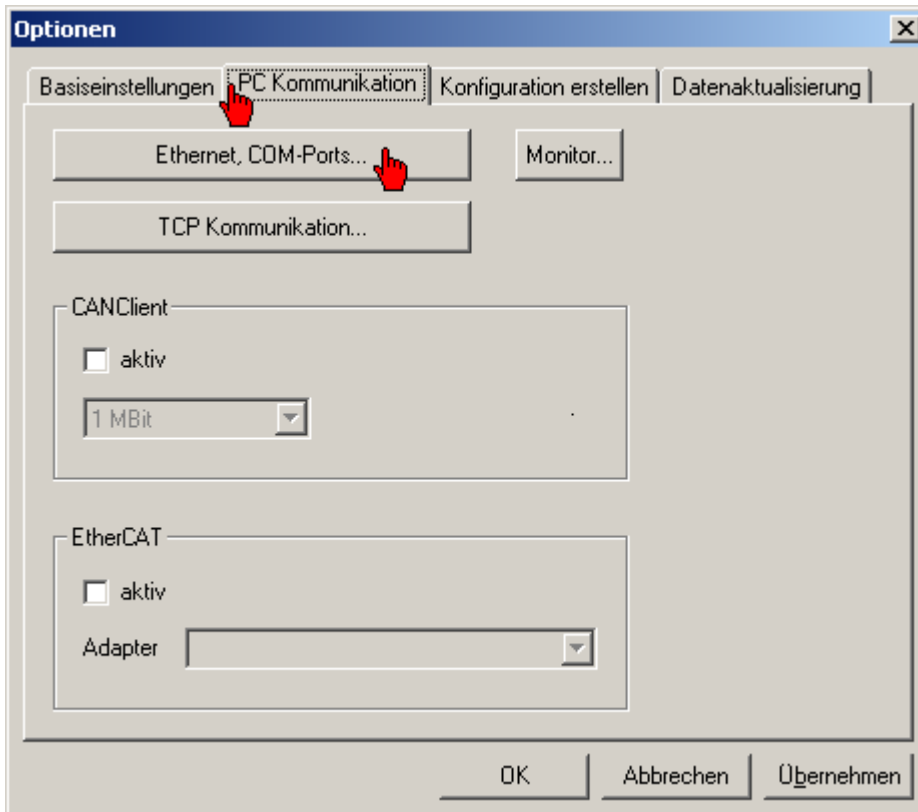 Optionen
Basiseinstellungen PC Kommunikation Konfiguration erstellen Datenaktualisierung
Ethernet, COM-Ports... Monitor...
TCP Kommunikation...
CANClient
aktiv
1 MBit
EtherCAT
aktiv
Adapter
OK Abbrechen Übernehmen